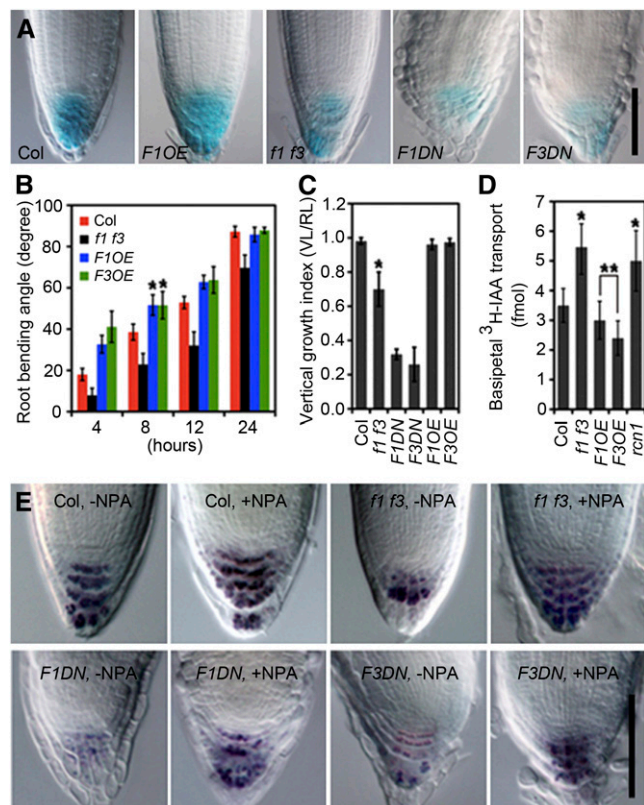 A
Col
F1OE
f1 f3
F1DN
F3DN
B
Root bending angle (degree)
100
80
60
40
20
0
Col
f1 f3
F1OE
F3OE
**
4
8
12
24
(hours)
C
Vertical growth index (VL/RL)
1.2
1.0
0.8
0.6
0.4
0.2
0
*
Col
f1 f3
F1DN
F3DN
F1OE
F3OE
D
Basipetal ³H-IAA transport
(fmol)
7
6
5
4
3
2
1
0
*
**
*
Col
f1 f3
F1OE
F3OE
rcn1
E
Col, -NPA
Col, +NPA
f1 f3, -NPA
f1 f3, +NPA
F1DN, -NPA
F1DN, +NPA
F3DN, -NPA
F3DN, +NPA